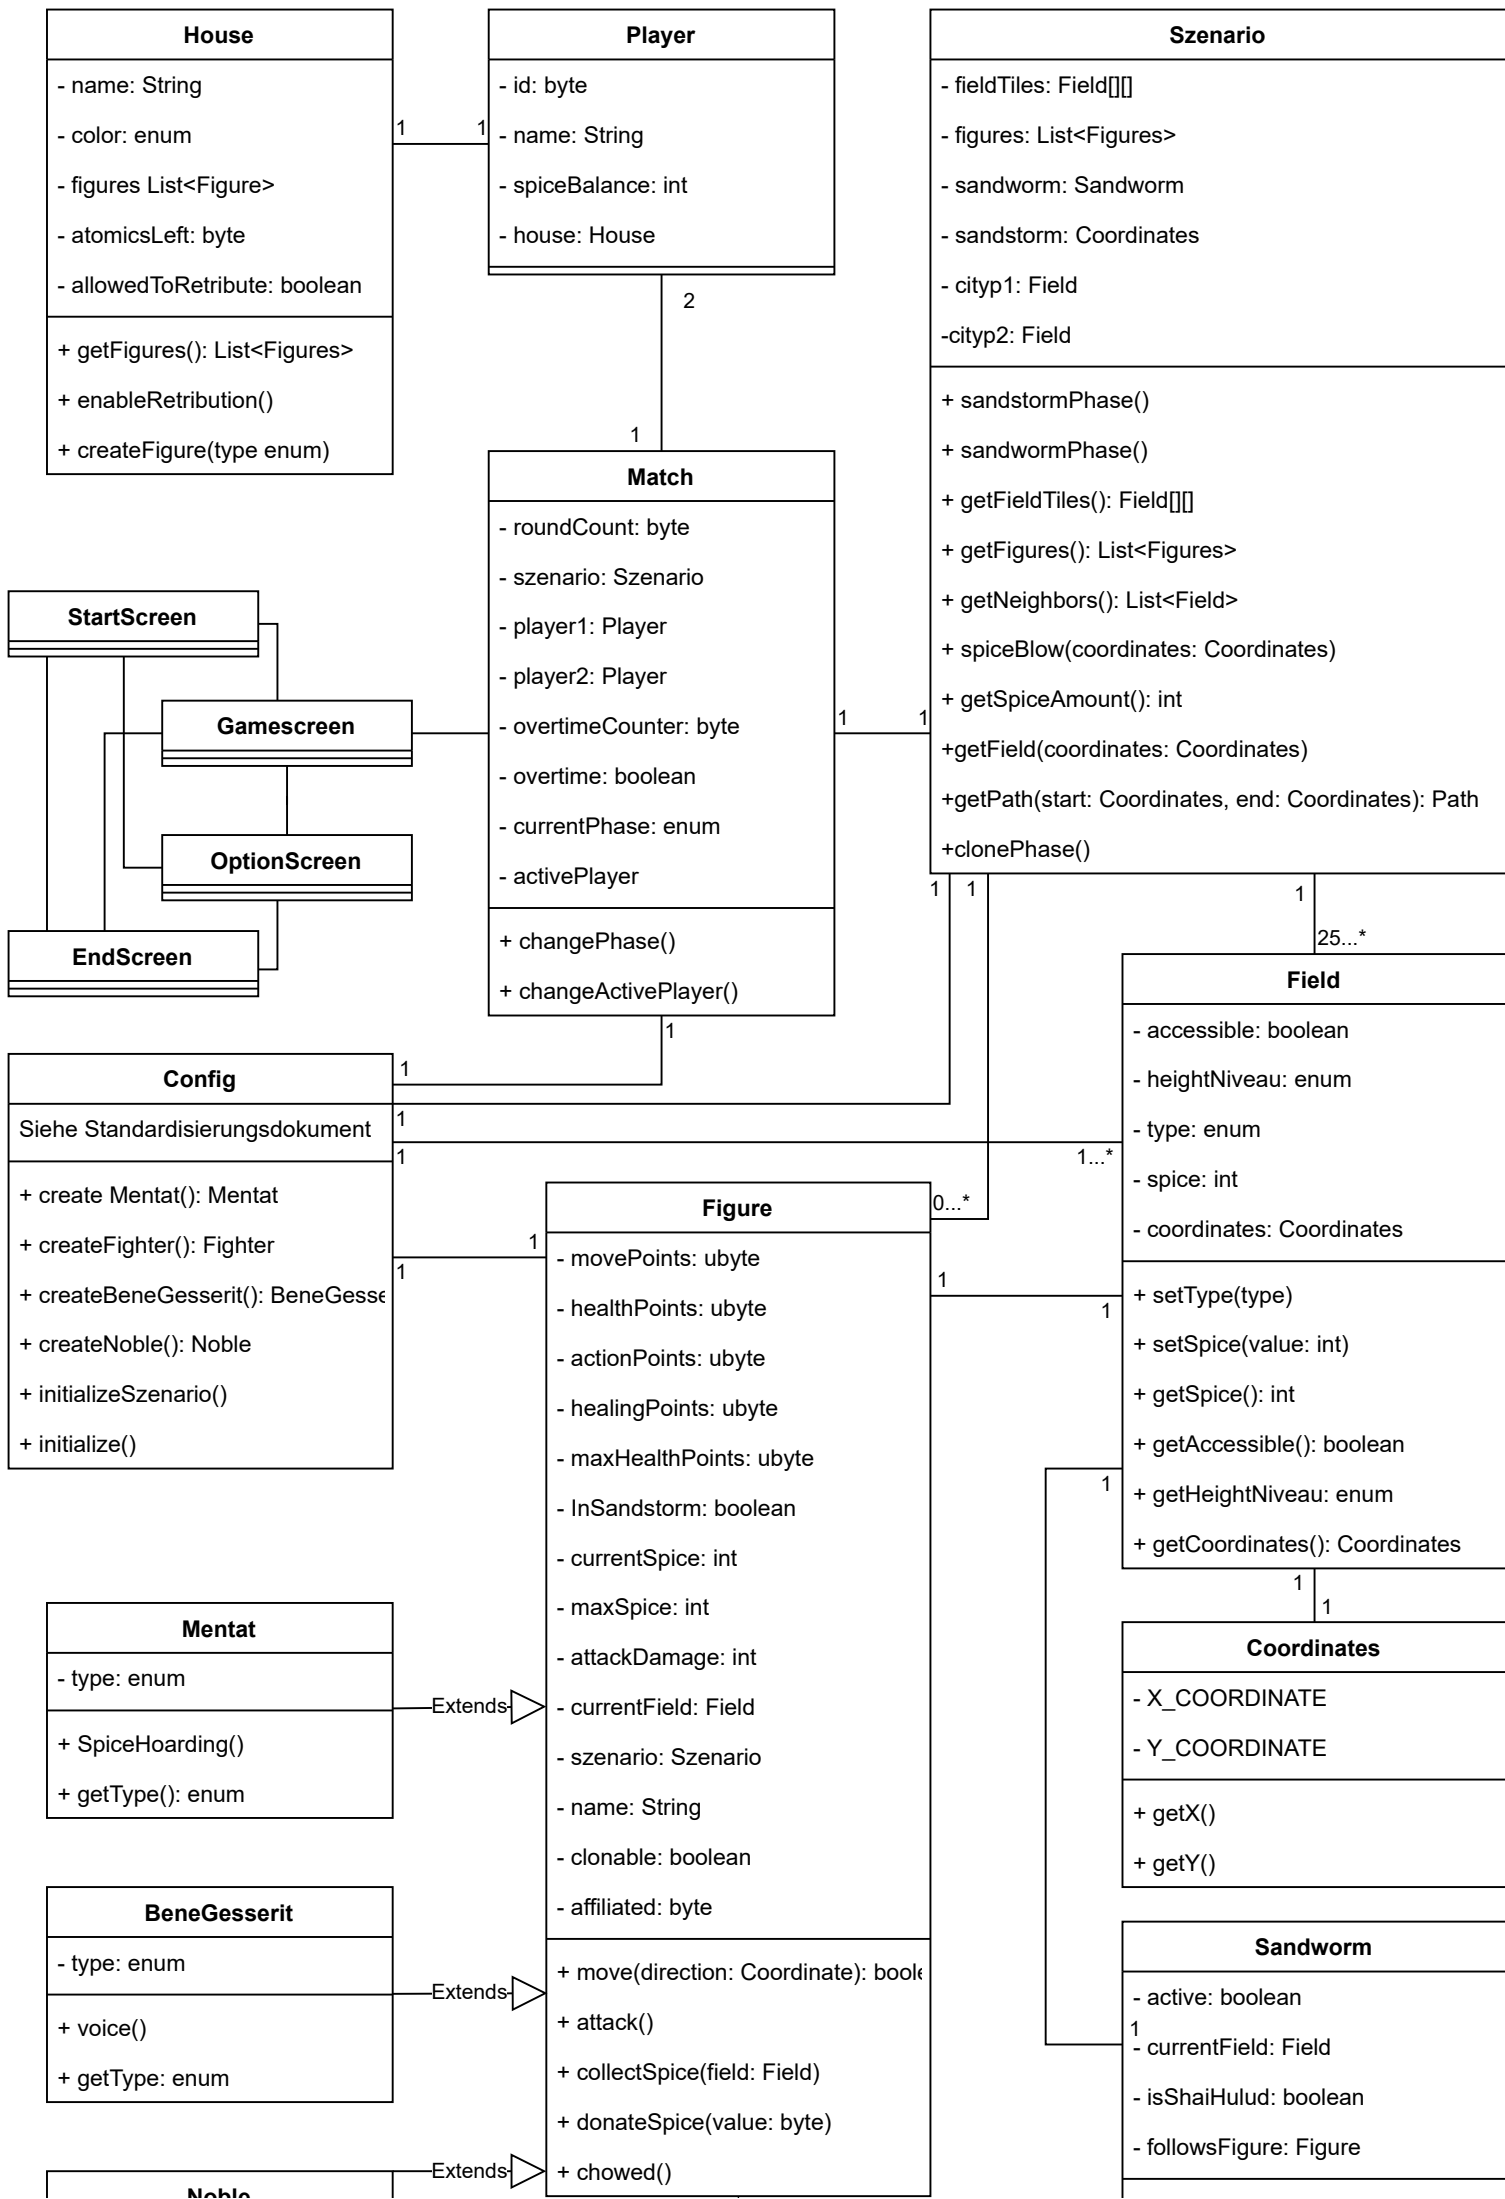 House
- name: String
- color: enum
- figures List<Figure>
- atomicsLeft: byte
- allowedToRetribute: boolean
+ getFigures(): List<Figures>
+ enableRetribution()
+ createFigure(type enum)
1
1
Player
- id: byte
- name: String
- spiceBalance: int
- house: House
2
1
Match
- roundCount: byte
- szenario: Szenario
- player1: Player
- player2: Player
- overtimeCounter: byte
- overtime: boolean
- currentPhase: enum
- activePlayer
+ changePhase()
+ changeActivePlayer()
1
1
1
Szenario
- fieldTiles: Field[][]
- figures: List<Figures>
- sandworm: Sandworm
- sandstorm: Coordinates
- cityp1: Field
-cityp2: Field
+ sandstormPhase()
+ sandwormPhase()
+ getFieldTiles(): Field[][]
+ getFigures(): List<Figures>
+ getNeighbors(): List<Field>
+ spiceBlow(coordinates: Coordinates)
+ getSpiceAmount(): int
+getField(coordinates: Coordinates)
+getPath(start: Coordinates, end: Coordinates): Path
+clonePhase()
1
1
1
25...*
StartScreen
Gamescreen
OptionScreen
EndScreen
Config
Siehe Standardisierungsdokument
+ create Mentat(): Mentat
+ createFighter(): Fighter
+ createBeneGesserit(): BeneGesse
+ createNoble(): Noble
+ initializeSzenario()
+ initialize()
1
1
1
1
1
1...*
0...*
Figure
- movePoints: ubyte
- healthPoints: ubyte
- actionPoints: ubyte
- healingPoints: ubyte
- maxHealthPoints: ubyte
- InSandstorm: boolean
- currentSpice: int
- maxSpice: int
- attackDamage: int
- currentField: Field
- szenario: Szenario
- name: String
- clonable: boolean
- affiliated: byte
+ move(direction: Coordinate): boole
+ attack()
+ collectSpice(field: Field)
+ donateSpice(value: byte)
+ chowed()
1
1
Field
- accessible: boolean
- heightNiveau: enum
- type: enum
- spice: int
- coordinates: Coordinates
+ setType(type)
+ setSpice(value: int)
+ getSpice(): int
+ getAccessible(): boolean
+ getHeightNiveau: enum
+ getCoordinates(): Coordinates
1
1
1
Coordinates
- X_COORDINATE
- Y_COORDINATE
+ getX()
+ getY()
Sandworm
- active: boolean
1
- currentField: Field
- isShaiHulud: boolean
- followsFigure: Figure
Mentat
- type: enum
+ SpiceHoarding()
+ getType(): enum
Extends
BeneGesserit
- type: enum
+ voice()
+ getType: enum
Extends
Noble
Extends